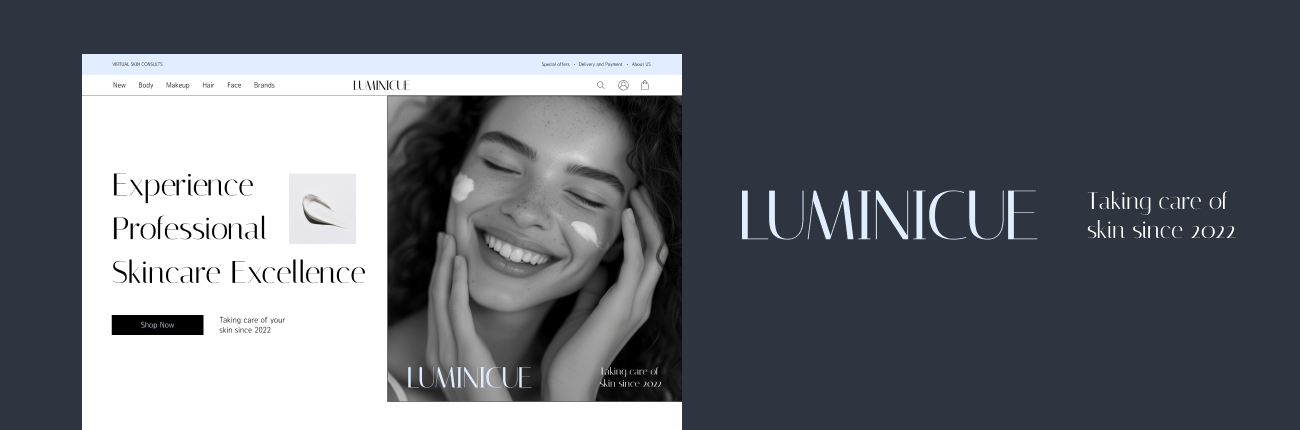 VIRTUAL SKIN CONSULTS
Special offers • Delivery and Payment • About US
New Body Makeup Hair Face Brands
LUMINICUE
Experience
Professional
Skincare Excellence
Shop Now
Taking care of your
skin since 2022
LUMINICUE
Taking care of
skin since 2022
LUMINICUE
Taking care of
skin since 2022